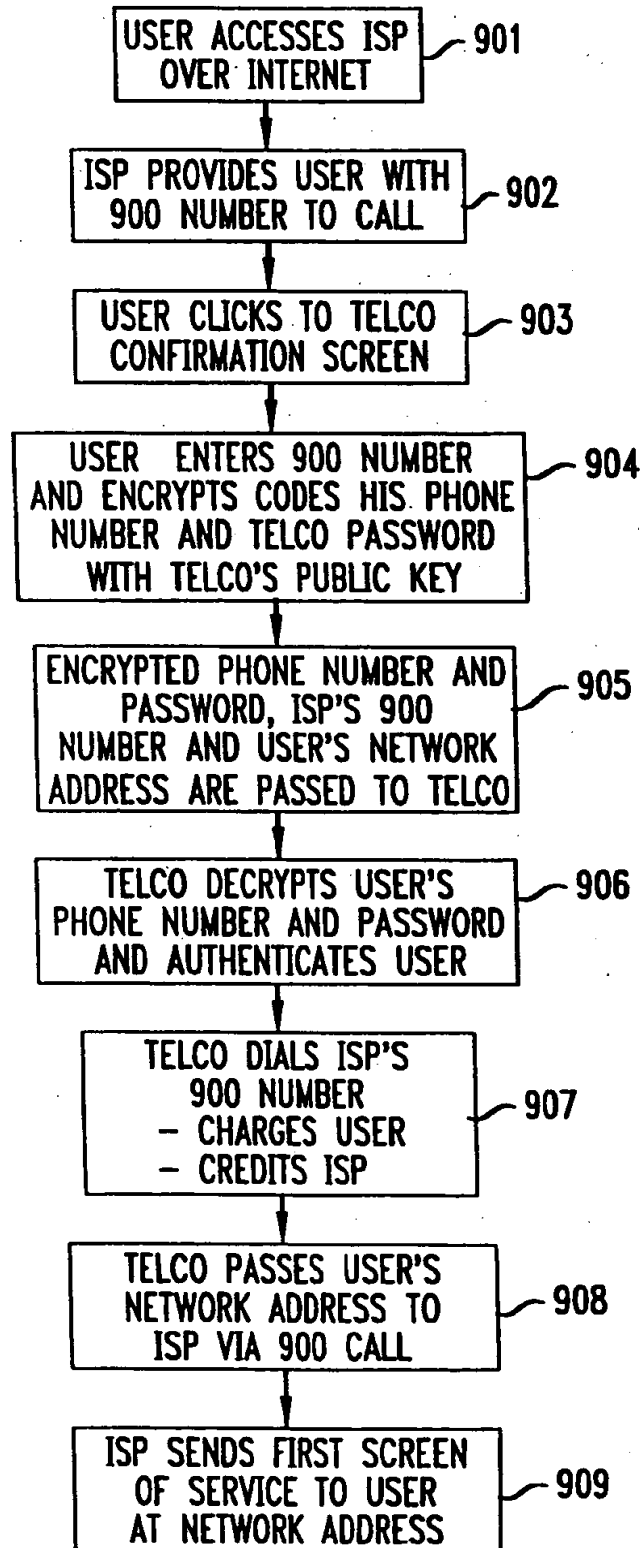 USER ACCESSES ISP
OVER INTERNET
901
ISP PROVIDES USER WITH
900 NUMBER TO CALL
902
USER CLICKS TO TELCO
CONFIRMATION SCREEN
903
USER ENTERS 900 NUMBER
AND ENCRYPTS CODES HIS PHONE
NUMBER AND TELCO PASSWORD
WITH TELCO'S PUBLIC KEY
904
ENCRYPTED PHONE NUMBER AND
PASSWORD, ISP'S 900
NUMBER AND USER'S NETWORK
ADDRESS ARE PASSED TO TELCO
905
TELCO DECRYPTS USER'S
PHONE NUMBER AND PASSWORD
AND AUTHENTICATES USER
906
TELCO DIALS ISP'S
900 NUMBER
- CHARGES USER
- CREDITS ISP
907
TELCO PASSES USER'S
NETWORK ADDRESS TO
ISP VIA 900 CALL
908
ISP SENDS FIRST SCREEN
OF SERVICE TO USER
AT NETWORK ADDRESS
909